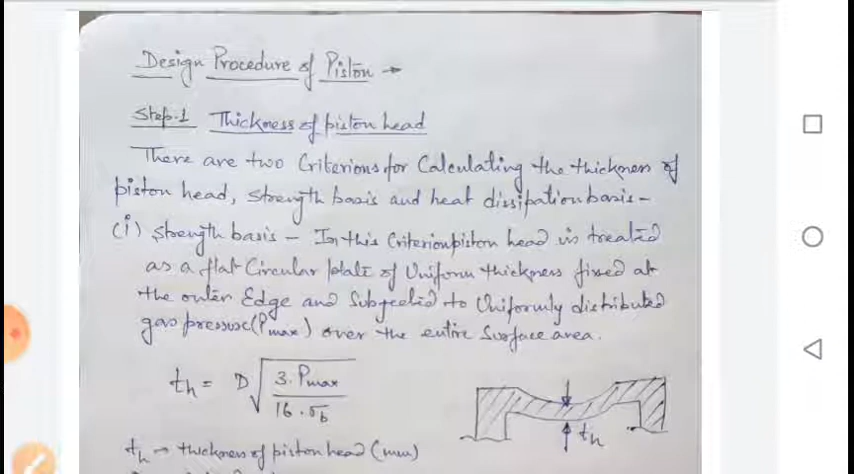 Design Procedure of Piston →
Step-1 Thickness of piston head
There are two Criterions for Calculating the thickness of
piston head, strength basis and heat dissipation basis -
(i) strength basis - In this Criterion piston head is treated
as a flat Circular plate of Uniform thickness fixed at
the outer Edge and Subjected to Uniformly distributed
gas pressure (Pmax) over the entire Surface area.
th = D √(3. Pmax / 16 . σb)
th
th → thickness of piston head (mm)